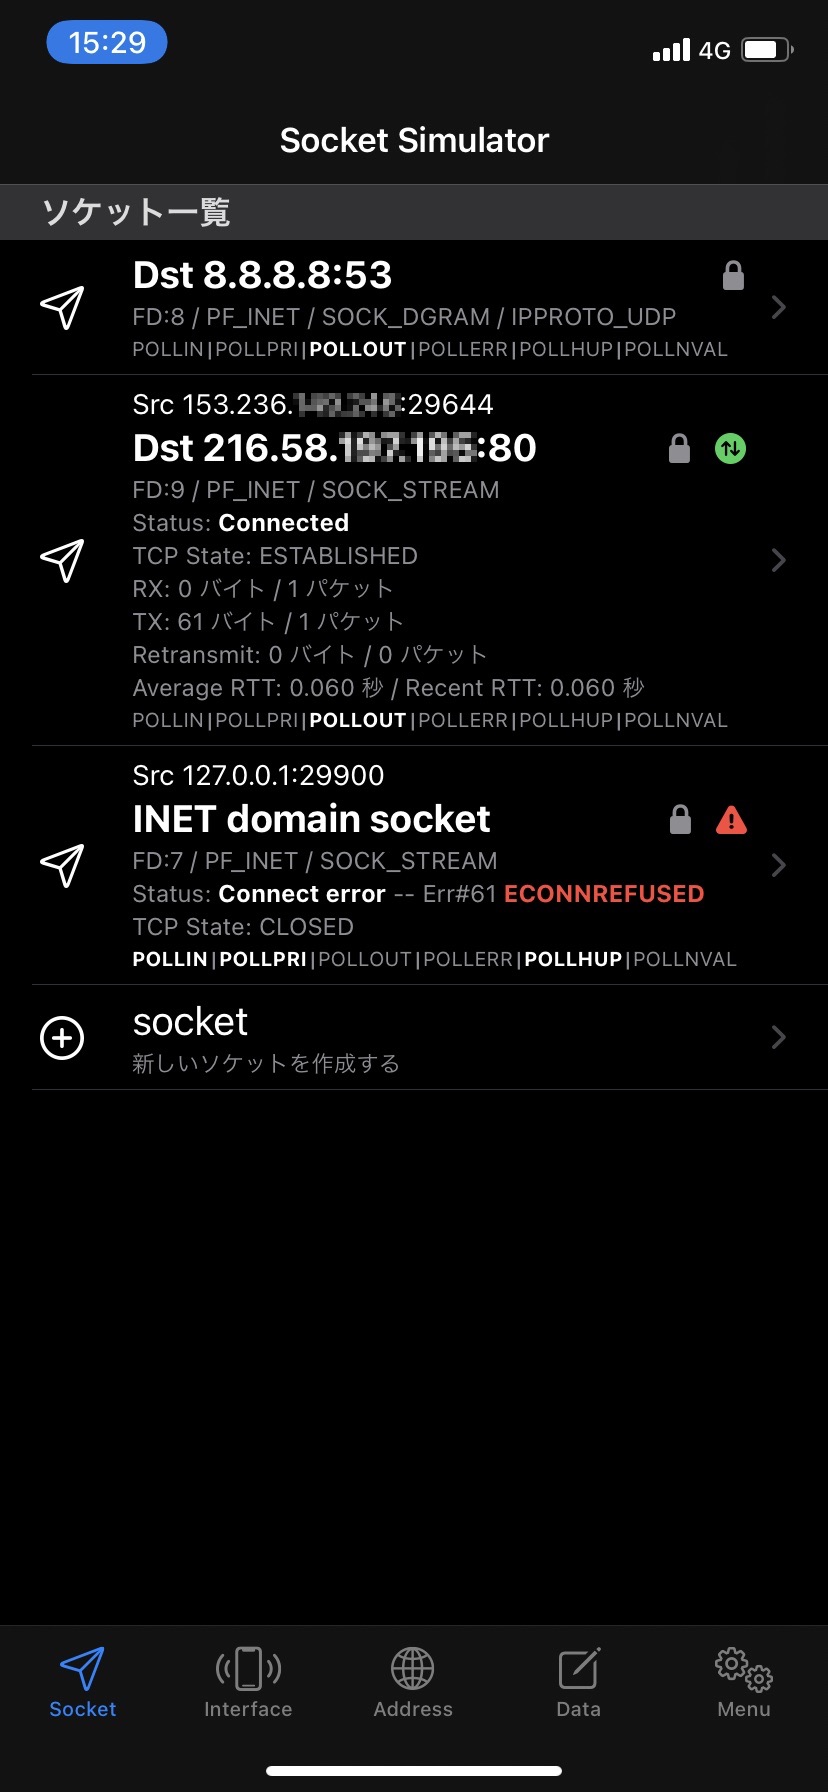 15:29
4G
Socket Simulator
ソケット一覧
Dst 8.8.8.8:53
FD:8 / PF_INET / SOCK_DGRAM / IPPROTO_UDP
POLLIN|POLLPRI|POLLOUT|POLLERR|POLLHUP|POLLNVAL
Src 153.236. :29644
Dst 216.58. :80
FD:9 / PF_INET / SOCK_STREAM
Status: Connected
TCP State: ESTABLISHED
RX: 0 バイト / 1 パケット
TX: 61 バイト / 1 パケット
Retransmit: 0 バイト / 0 パケット
Average RTT: 0.060 秒 / Recent RTT: 0.060 秒
POLLIN|POLLPRI|POLLOUT|POLLERR|POLLHUP|POLLNVAL
Src 127.0.0.1:29900
INET domain socket
FD:7 / PF_INET / SOCK_STREAM
Status: Connect error -- Err#61 ECONNREFUSED
TCP State: CLOSED
POLLIN|POLLPRI|POLLOUT|POLLERR|POLLHUP|POLLNVAL
socket
新しいソケットを作成する
Socket
Interface
Address
Data
Menu